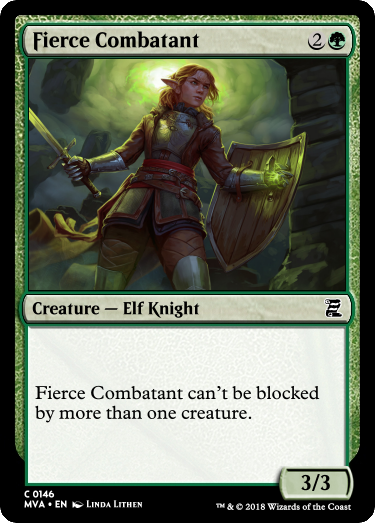 Fierce Combatant 2
Creature — Elf Knight
Fierce Combatant can't be blocked
by more than one creature.
3/3
C 0146
MVA • EN Linda Lithen
™ & © 2018 Wizards of the Coast